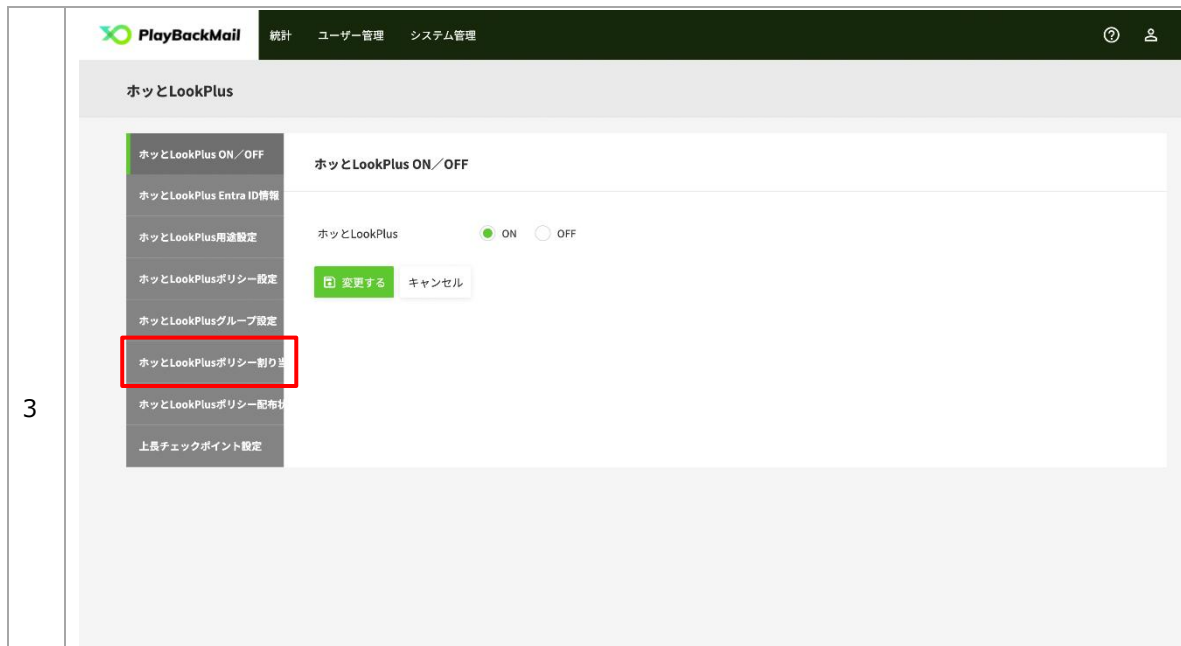 PlayBackMail 統計 ユーザー管理 システム管理
ホッとLookPlus
ホッとLookPlus ON／OFF
ホッとLookPlus Entra ID情報
ホッとLookPlus用途設定
ホッとLookPlusポリシー設定
ホッとLookPlusグループ設定
ホッとLookPlusポリシー割り
ホッとLookPlusポリシー配布
上長チェックポイント設定
ホッとLookPlus ON／OFF
ホッとLookPlus ON OFF
変更する キャンセル
3